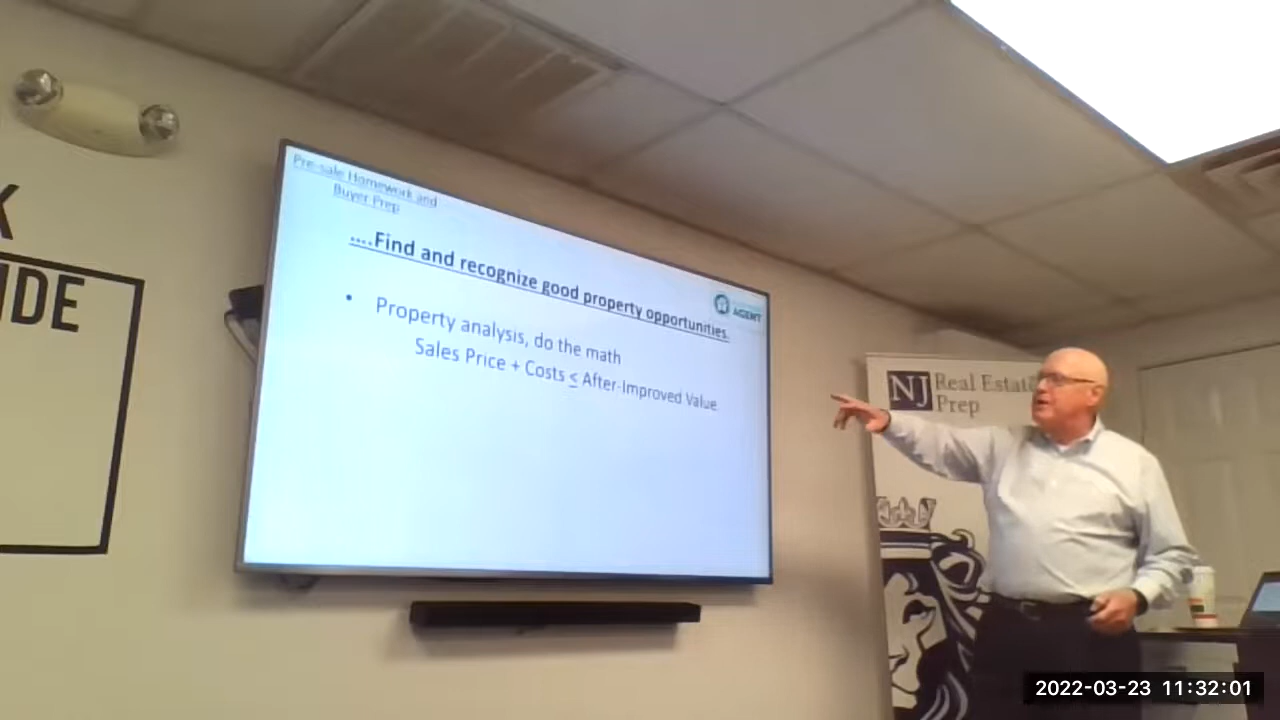 K
IDE
Pre-sale Homework and
Buyer Prep
....Find and recognize good property opportunities.
AGENT
• Property analysis, do the math
Sales Price + Costs ≤ After-Improved Value
NJ Real Estate
Prep
2022-03-23 11:32:01